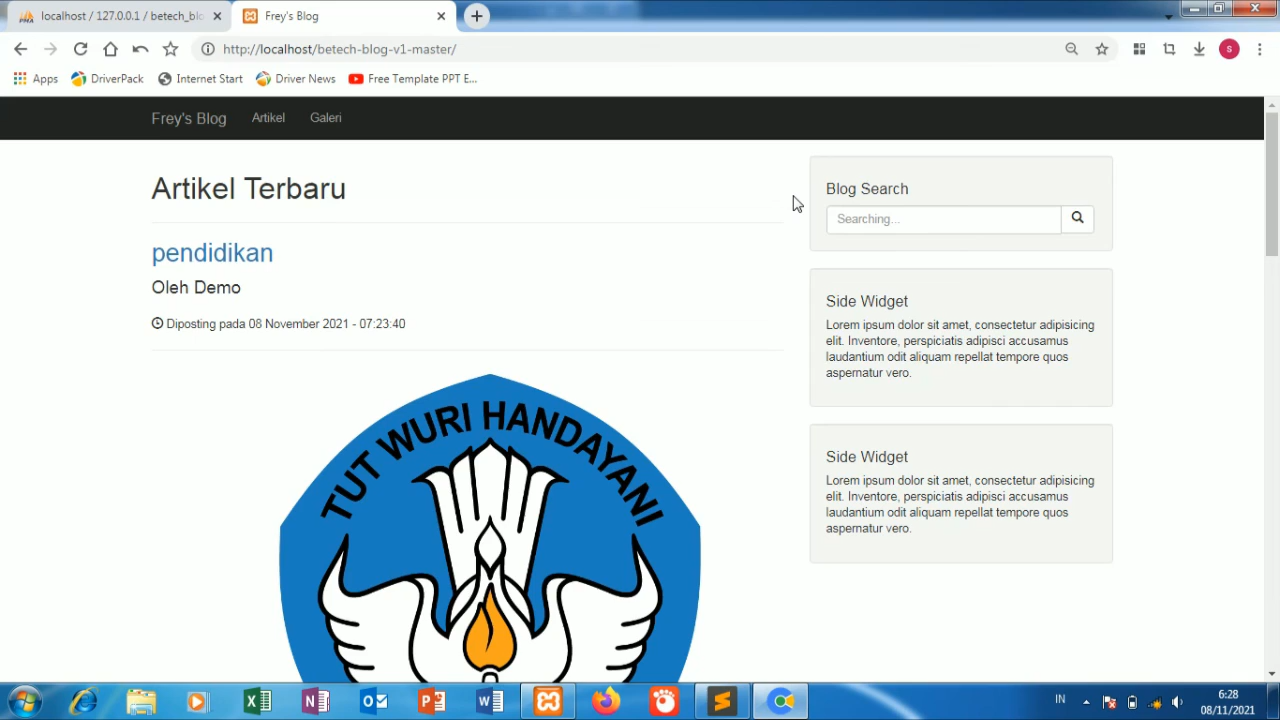 localhost / 127.0.0.1 / betech_blo
Frey's Blog
http://localhost/betech-blog-v1-master/
S
Apps
DriverPack
Internet Start
Driver News
Free Template PPT E...
Frey's Blog
Artikel
Galeri
Artikel Terbaru
pendidikan
Oleh Demo
Diposting pada 08 November 2021 - 07:23:40
TUT WURI HANDAYANI
Blog Search
Searching...
Side Widget
Lorem ipsum dolor sit amet, consectetur adipisicing
elit. Inventore, perspiciatis adipisci accusamus
laudantium odit aliquam repellat tempore quos
aspernatur vero.
Side Widget
Lorem ipsum dolor sit amet, consectetur adipisicing
elit. Inventore, perspiciatis adipisci accusamus
laudantium odit aliquam repellat tempore quos
aspernatur vero.
IN
6:28
08/11/2021